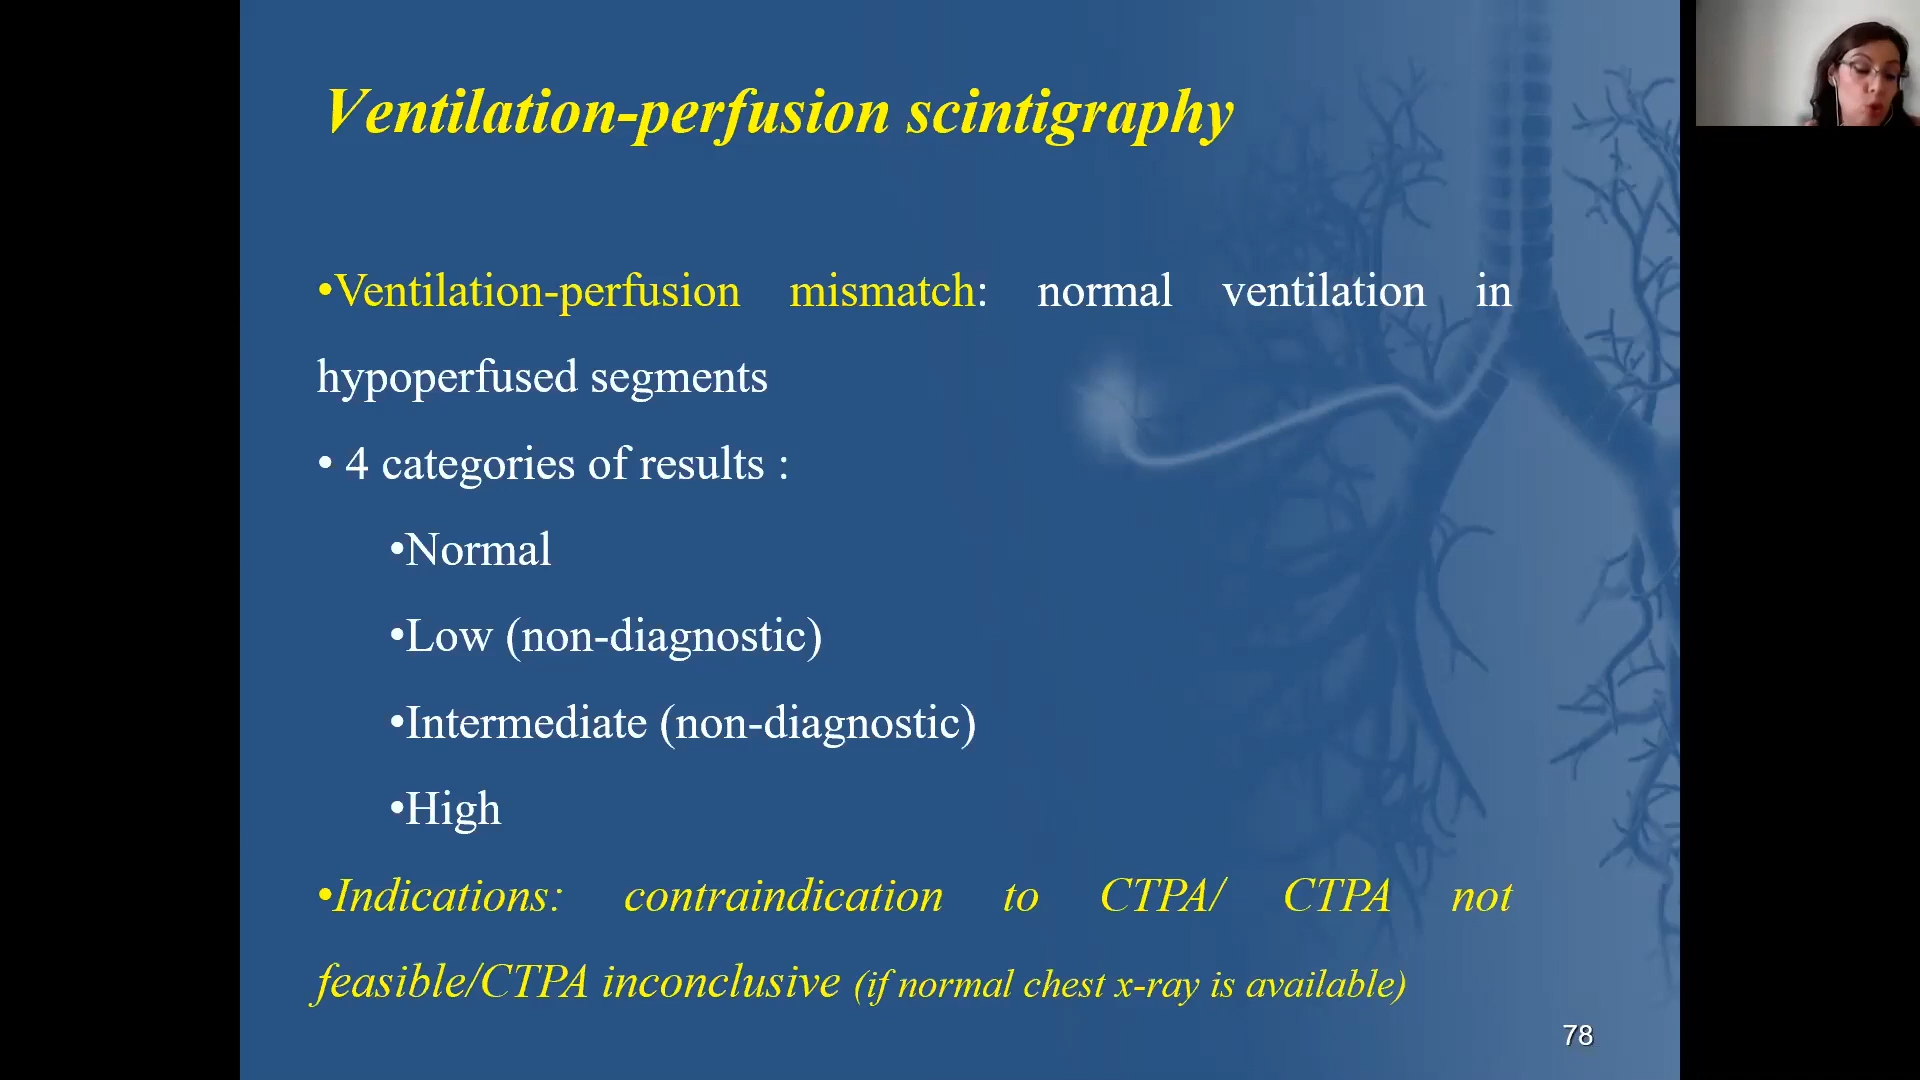 Ventilation-perfusion scintigraphy
•Ventilation-perfusion mismatch: normal ventilation in
hypoperfused segments
• 4 categories of results :
•Normal
•Low (non-diagnostic)
•Intermediate (non-diagnostic)
•High
•Indications: contraindication to CTPA/ CTPA not
feasible/CTPA inconclusive (if normal chest x-ray is available)
78